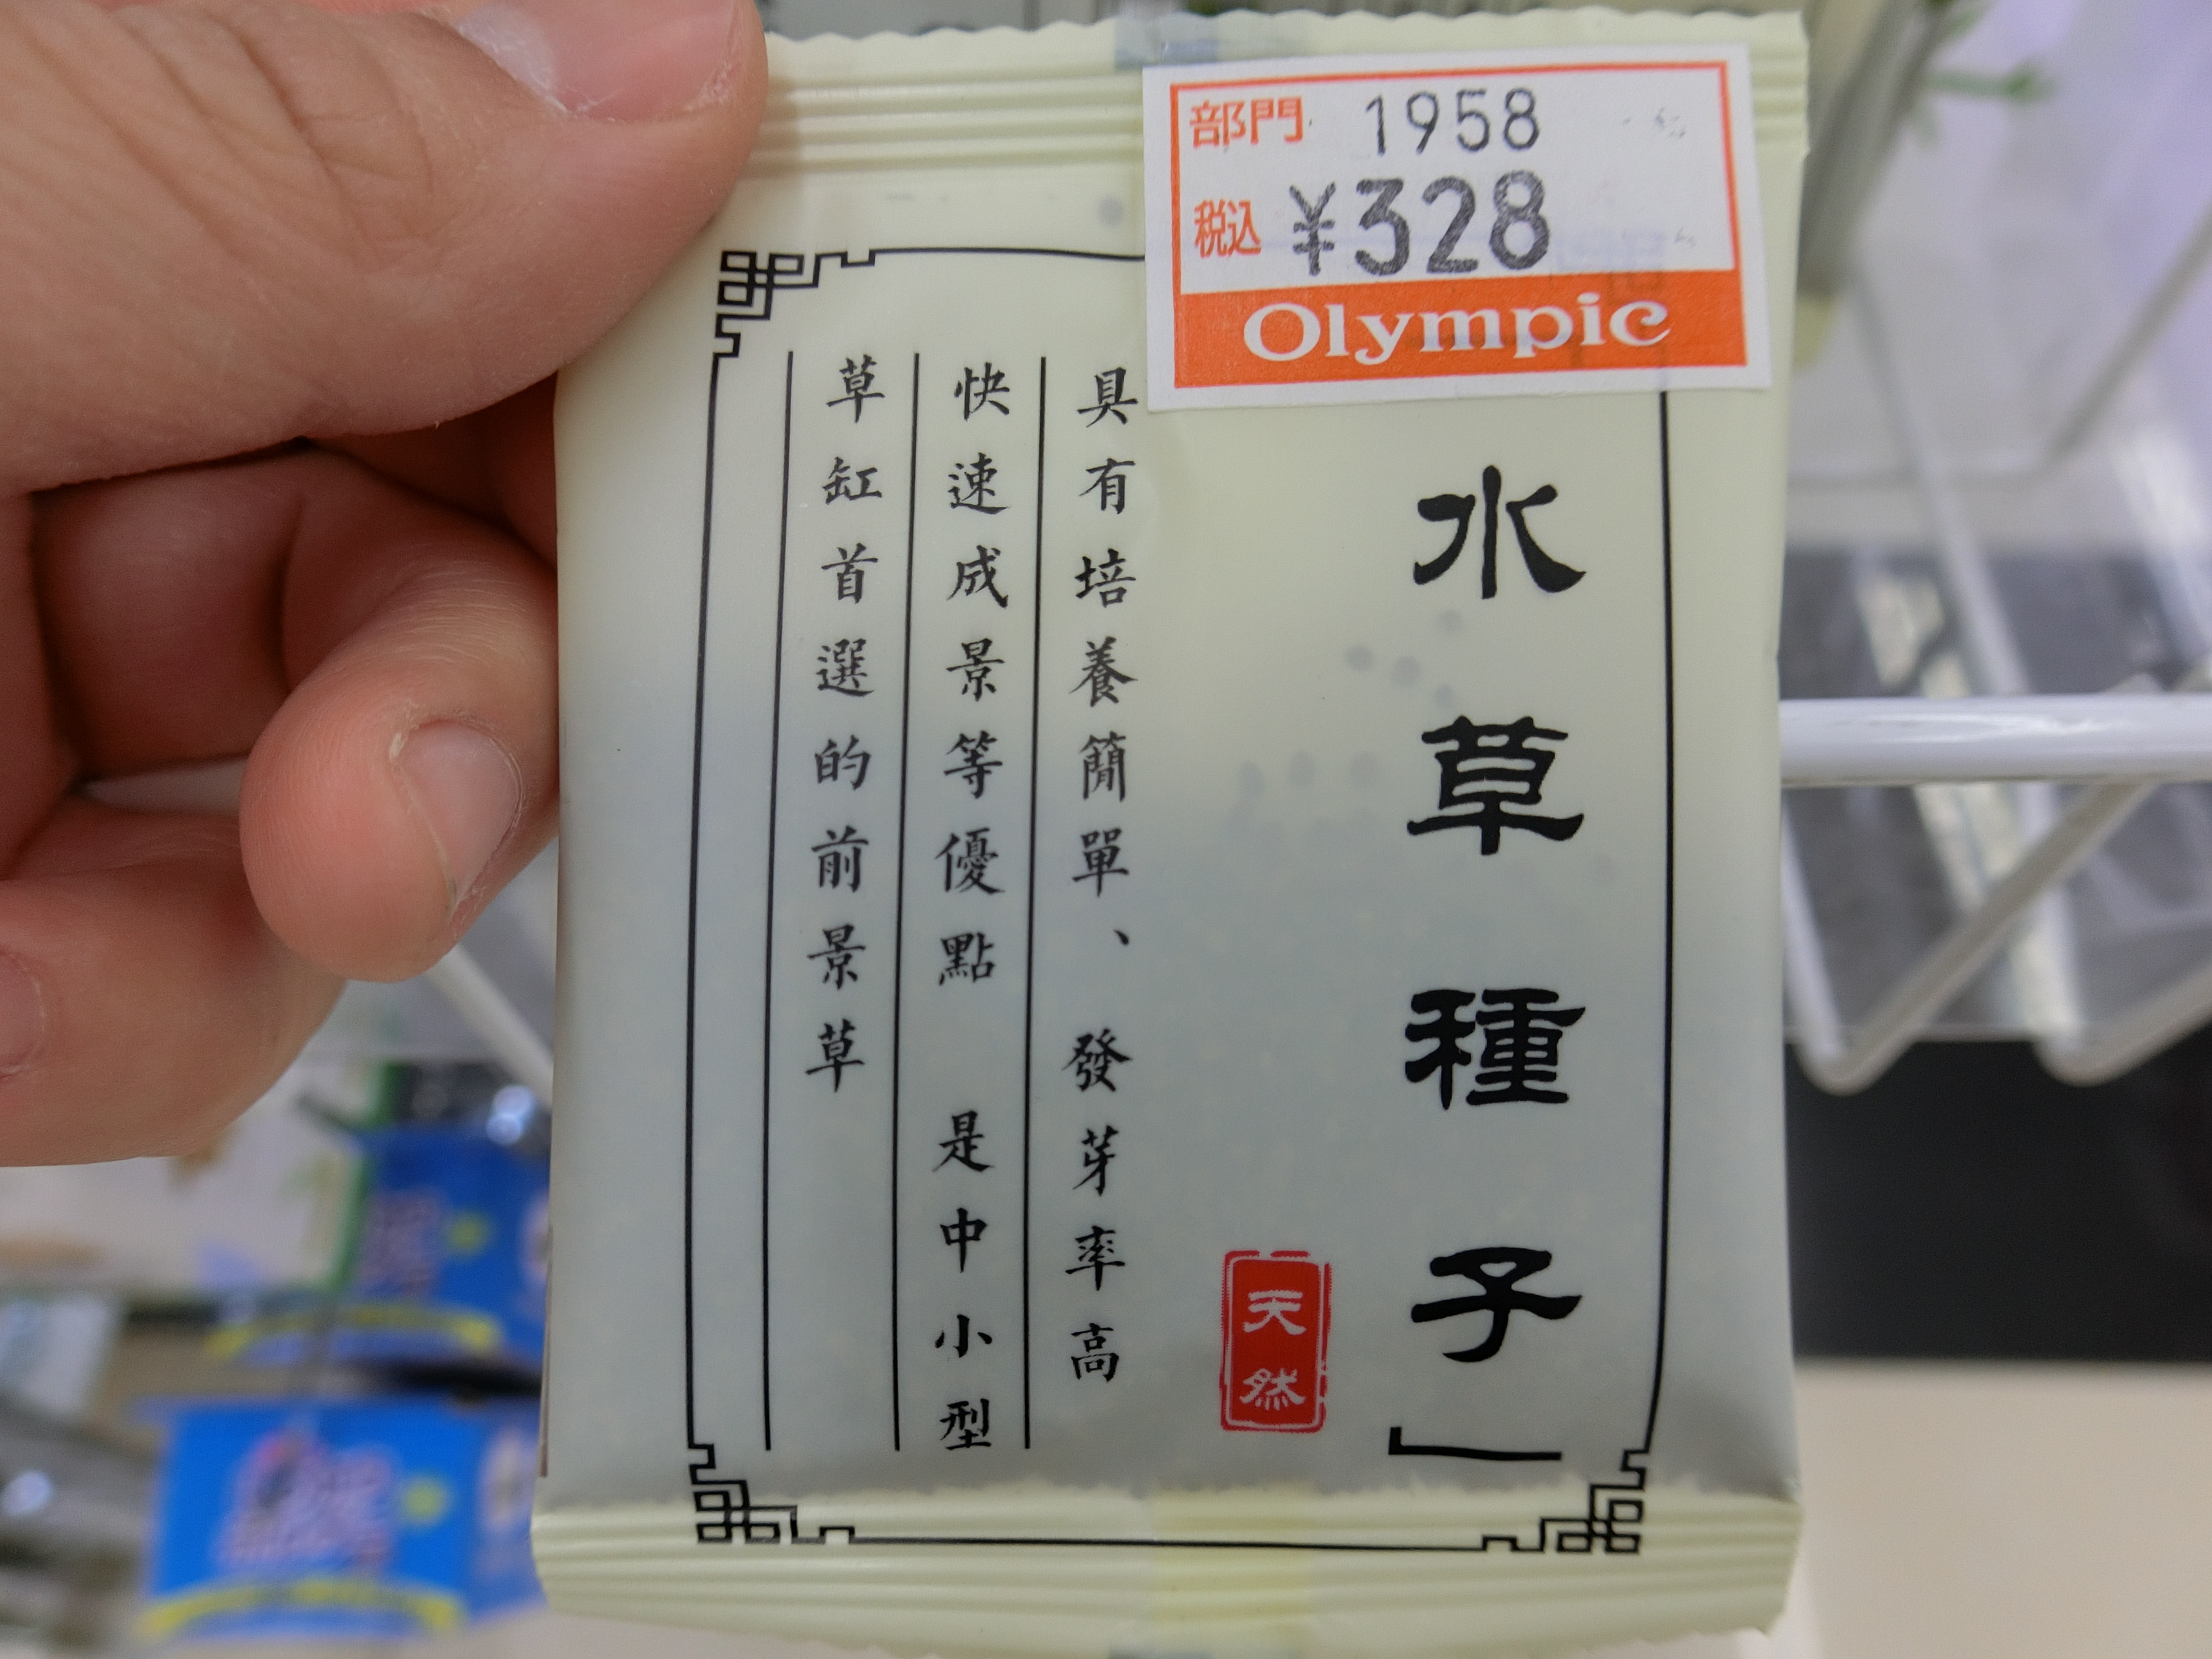 部門 1958
税込 ¥328
Olympic
水草種子」
天然
具有培養簡單、發芽率高
快速成景等優點 是中小型
草缸首選的前景草